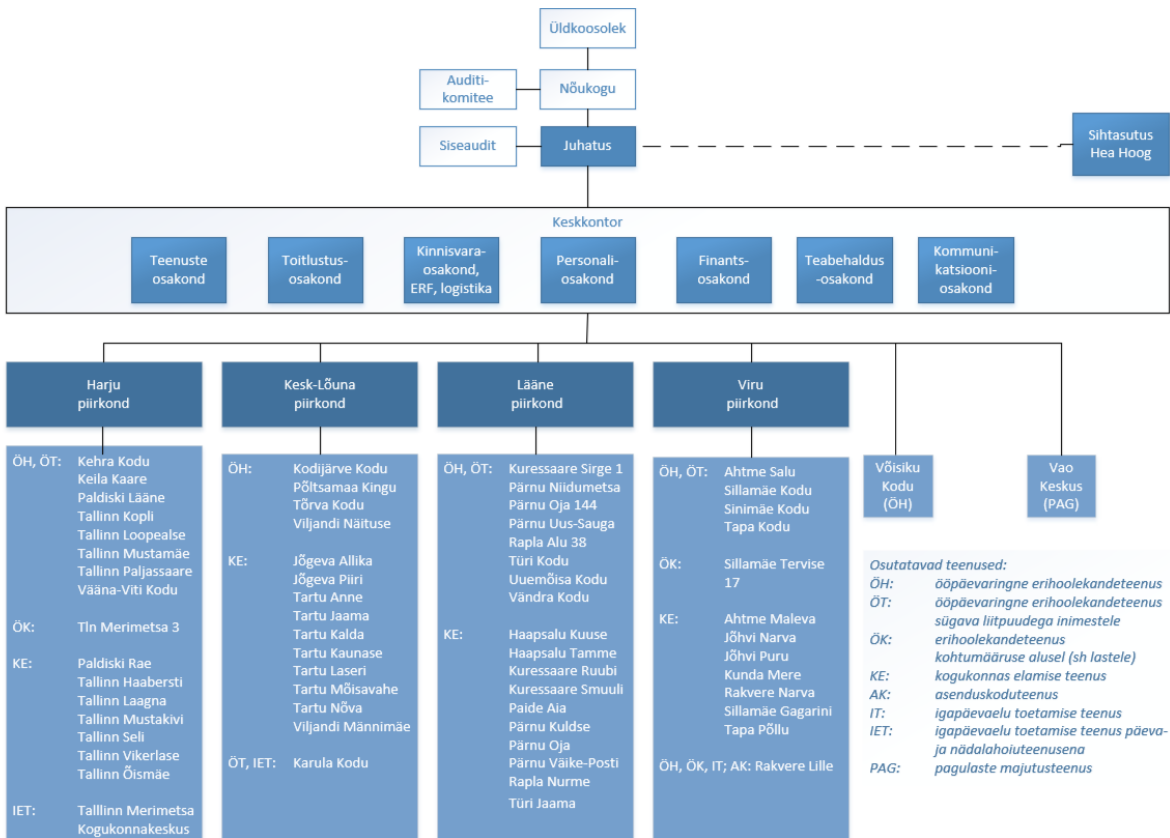 Üldkoosolek
Auditi-
komitee
Nõukogu
Siseaudit
Juhatus
Sihtasutus
Hea Hoog
Keskkontor
Teenuste
osakond
Toitlustus-
osakond
Kinnisvara-
osakond,
ERF, logistika
Personali-
osakond
Finants-
osakond
Teabehaldus
-osakond
Kommuni-
katsiooni-
osakond
Harju
piirkond
ÖH, ÖT: Kehra Kodu
Keila Kaare
Paldiski Lääne
Tallinn Kopli
Tallinn Loopealse
Tallinn Mustamäe
Tallinn Paljassaare
Vääna-Viti Kodu
ÖK: Tln Merimetsa 3
KE: Paldiski Rae
Tallinn Haabersti
Tallinn Laagna
Tallinn Mustakivi
Tallinn Seli
Tallinn Vikerlase
Tallinn Õismäe
IET: Talllinn Merimetsa
Kogukonnakeskus
Kesk-Lõuna
piirkond
ÖH: Kodijärve Kodu
Põltsamaa Kingu
Tõrva Kodu
Viljandi Näituse
KE: Jõgeva Allika
Jõgeva Piiri
Tartu Anne
Tartu Jaama
Tartu Kalda
Tartu Kaunase
Tartu Laseri
Tartu Mõisavahe
Tartu Nõva
Viljandi Männimäe
ÖT, IET: Karula Kodu
Lääne
piirkond
ÖH, ÖT: Kuressaare Sirge 1
Pärnu Niidumetsa
Pärnu Oja 144
Pärnu Uus-Sauga
Rapla Alu 38
Türi Kodu
Uuemõisa Kodu
Vändra Kodu
KE: Haapsalu Kuuse
Haapsalu Tamme
Kuressaare Ruubi
Kuressaare Smuuli
Paide Aia
Pärnu Kuldse
Pärnu Oja
Pärnu Väike-Posti
Rapla Nurme
Türi Jaama
Viru
piirkond
ÖH, ÖT: Ahtme Salu
Sillamäe Kodu
Sinimäe Kodu
Tapa Kodu
ÖK: Sillamäe Tervise
17
KE: Ahtme Maleva
Jõhvi Narva
Jõhvi Puru
Kunda Mere
Rakvere Narva
Sillamäe Gagarini
Tapa Põllu
ÖH, ÖK, IT; AK: Rakvere Lille
Võisiku
Kodu
(ÖH)
Vao
Keskus
(PAG)
Osutatavad teenused:
ÖH: ööpäevaringne erihoolekandeteenus
ÖT: ööpäevaringne erihoolekandeteenus
sügava liitpuudega inimestele
ÖK: erihoolekandeteenus
kohtumääruse alusel (sh lastele)
KE: kogukonnas elamise teenus
AK: asenduskoduteenus
IT: igapäevaelu toetamise teenus
IET: igapäevaelu toetamise teenus päeva-
ja nädalahoiuteenusena
PAG: pagulaste majutusteenus